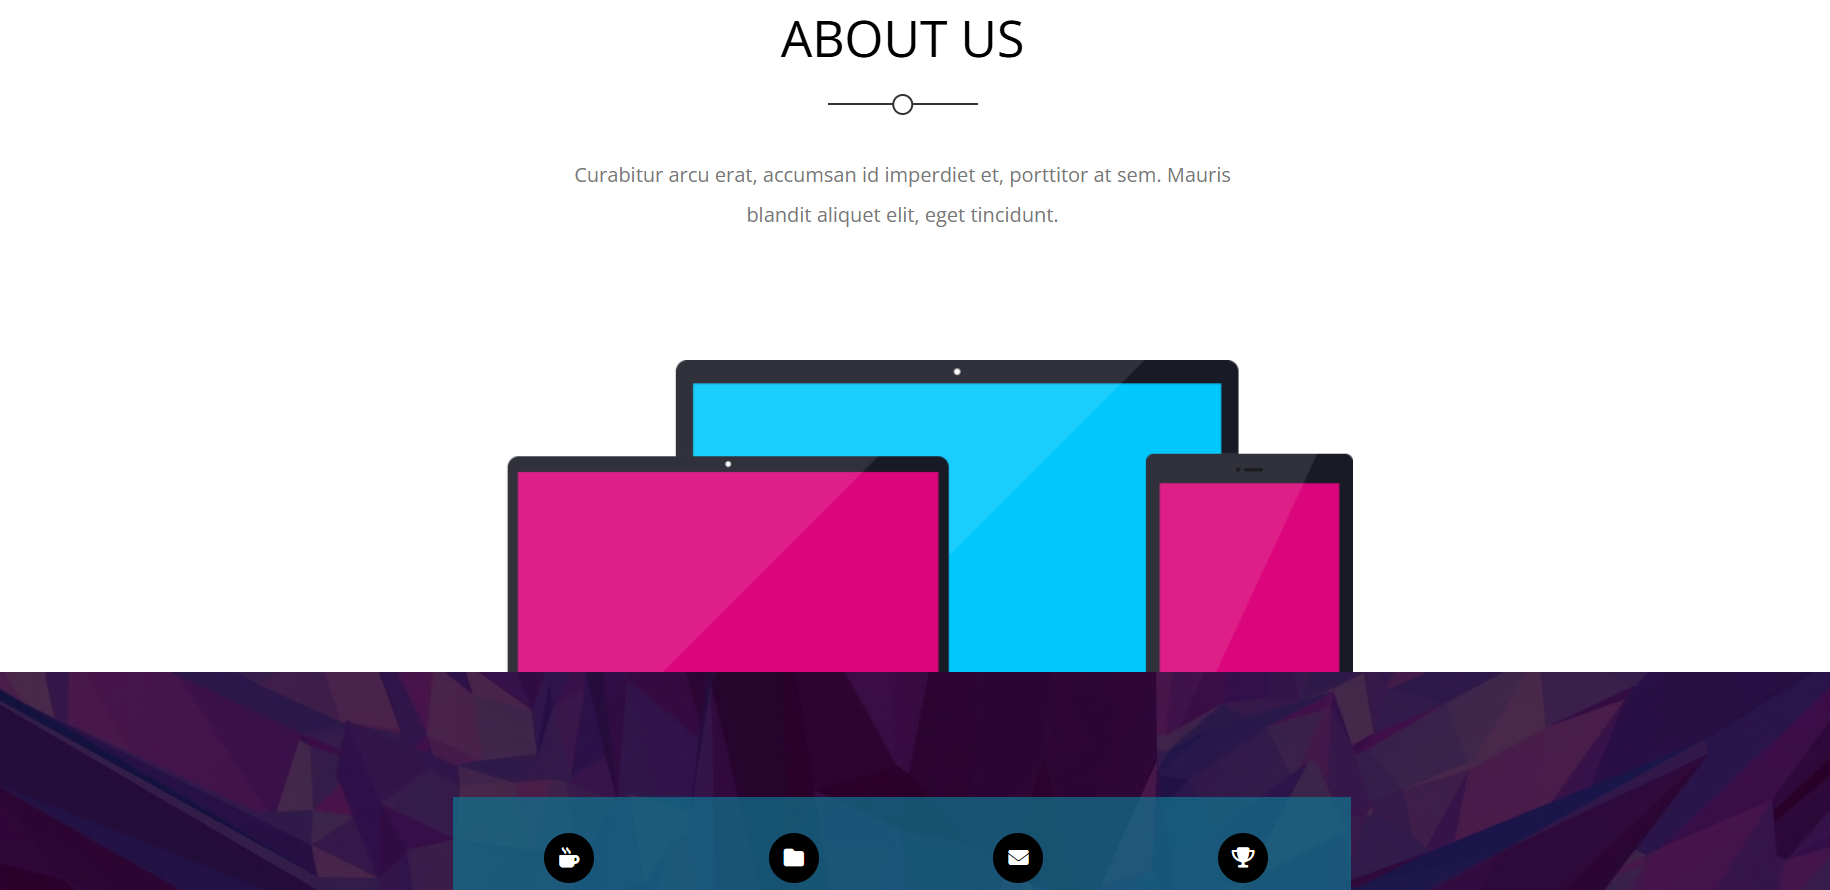 ABOUT US
Curabitur arcu erat, accumsan id imperdiet et, porttitor at sem. Mauris
blandit aliquet elit, eget tincidunt.